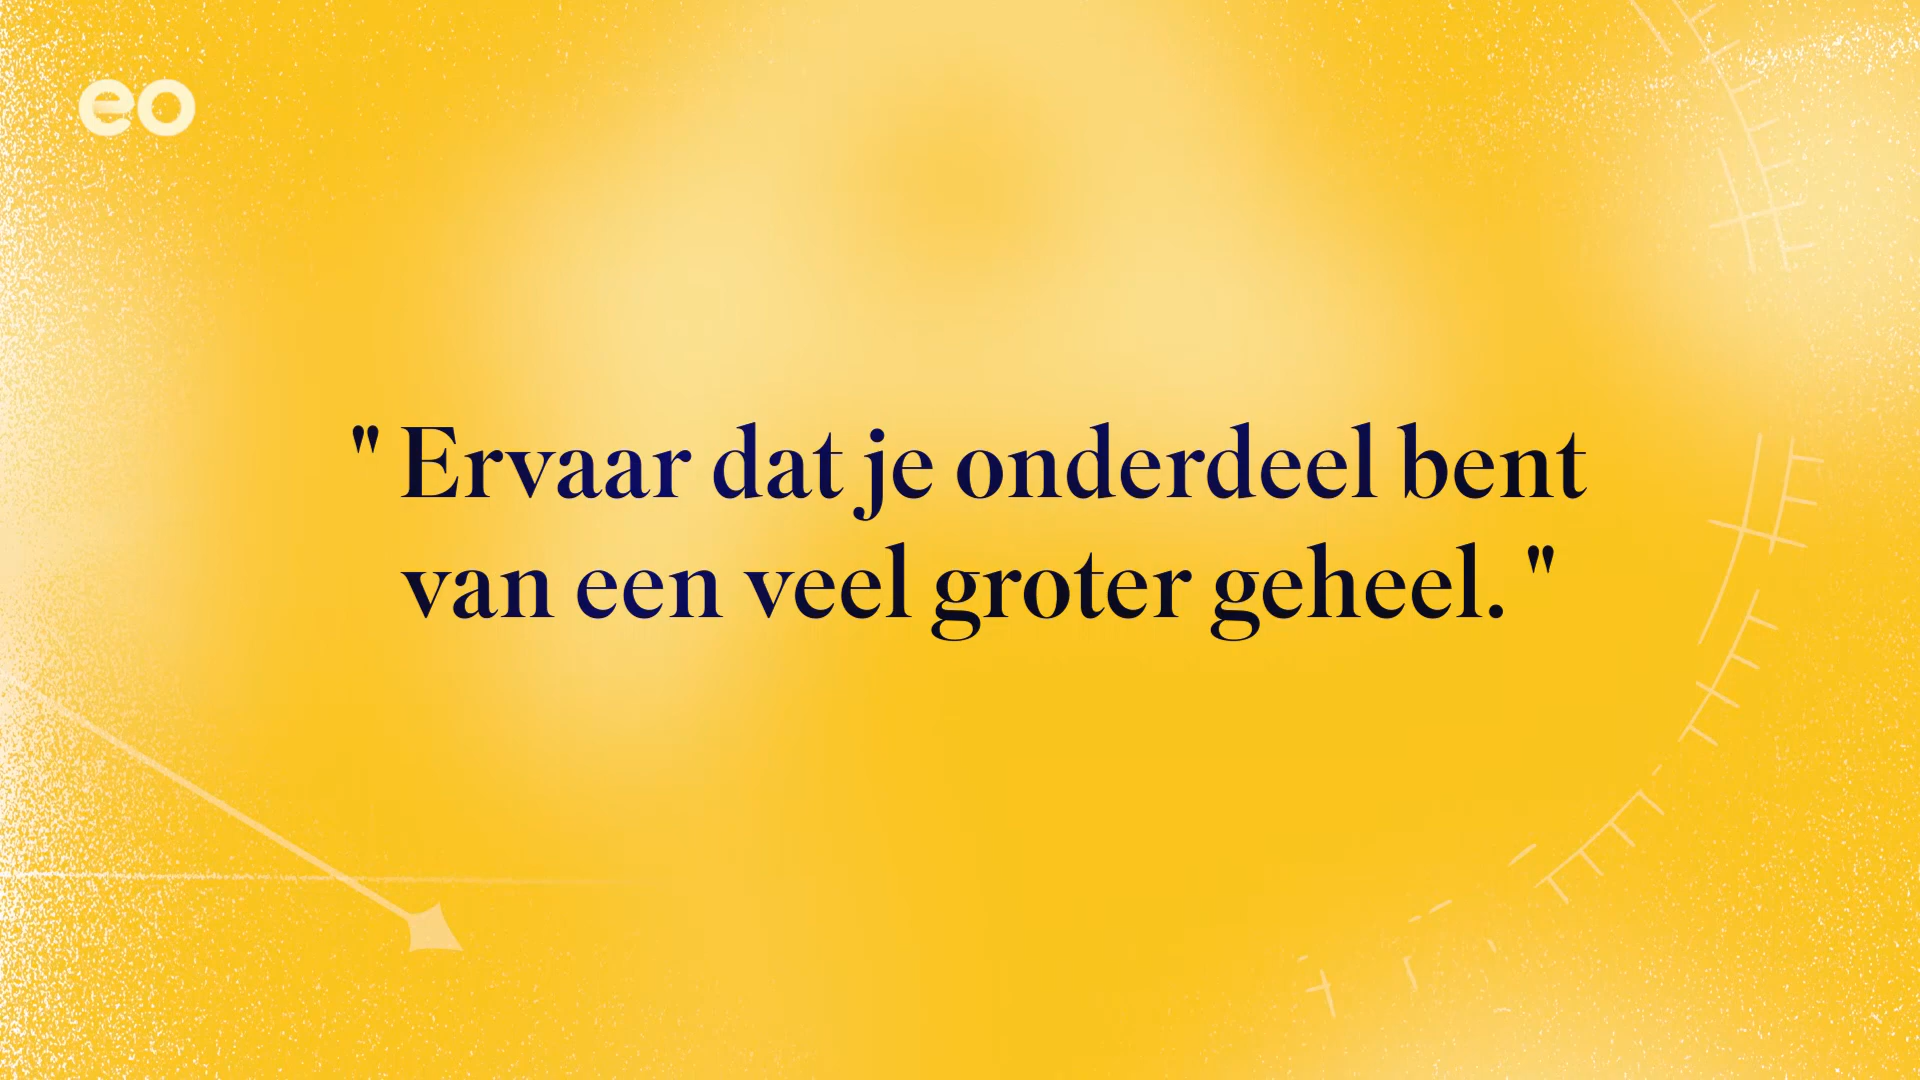 eo
" Ervaar dat je onderdeel bent
van een veel groter geheel. "